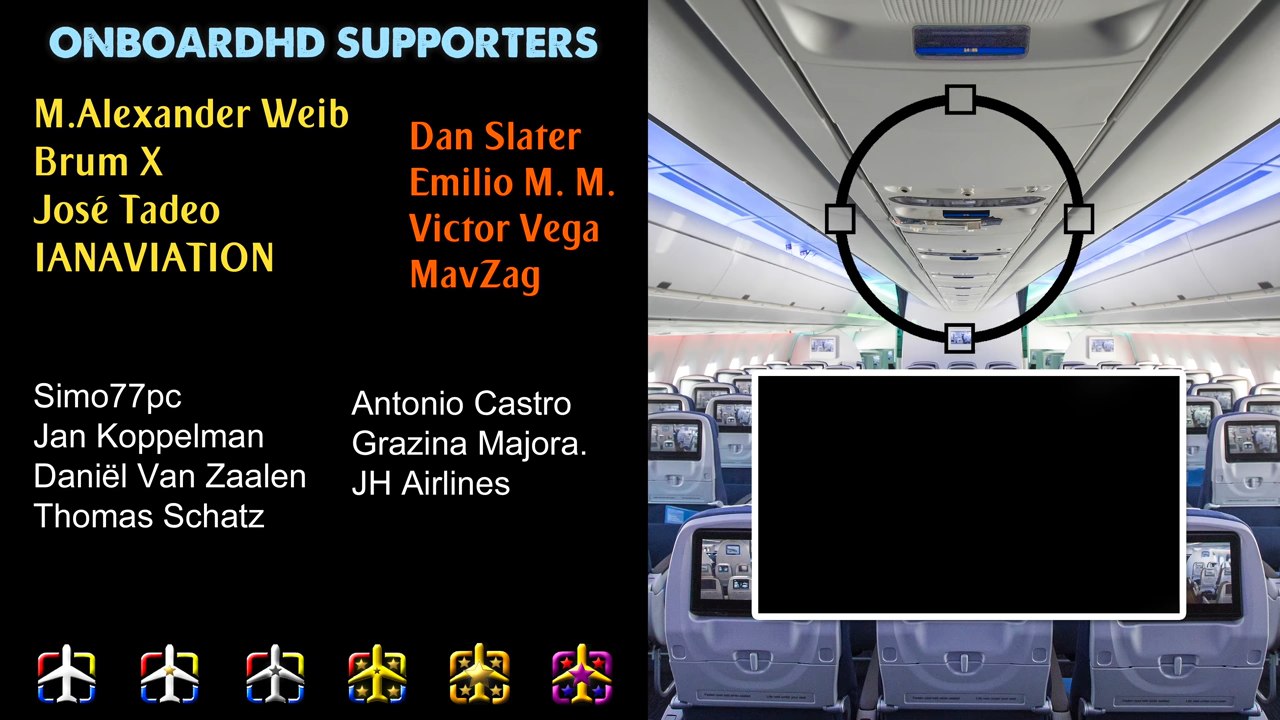 ONBOARDHD SUPPORTERS
M.Alexander Weib
Brum X
José Tadeo
IANAVIATION
Dan Slater
Emilio M. M.
Victor Vega
MavZag
Simo77pc
Jan Koppelman
Daniël Van Zaalen
Thomas Schatz
Antonio Castro
Grazina Majora.
JH Airlines